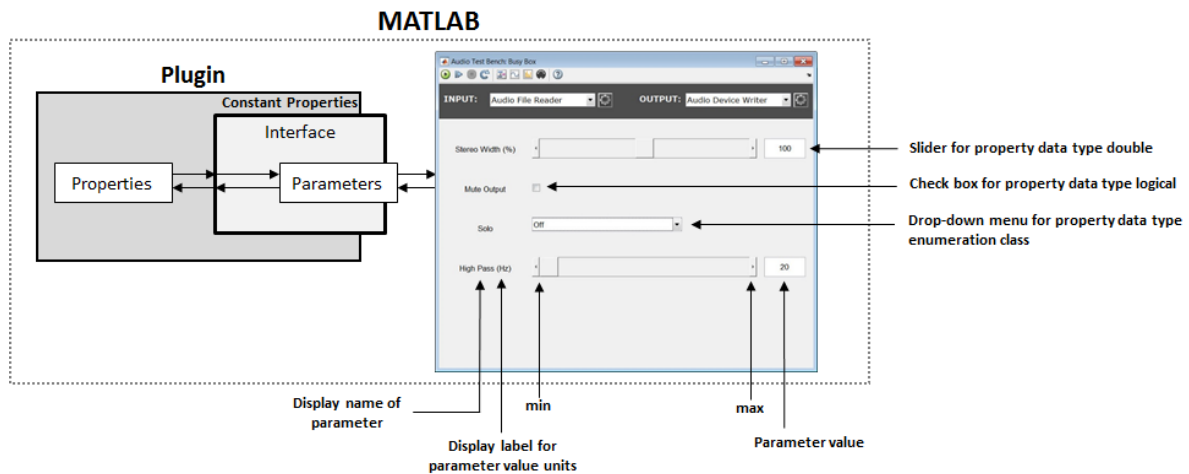 MATLAB
Plugin
Constant Properties
Interface
Properties
Parameters
Audio Test Bench: Busy Box
INPUT: Audio File Reader OUTPUT: Audio Device Writer
Stereo Width (%) 100
Slider for property data type double
Mute Output
Check box for property data type logical
Solo Off
Drop-down menu for property data type
enumeration class
High Pass (Hz) 20
Display name of
parameter
min
max
Display label for
parameter value units
Parameter value